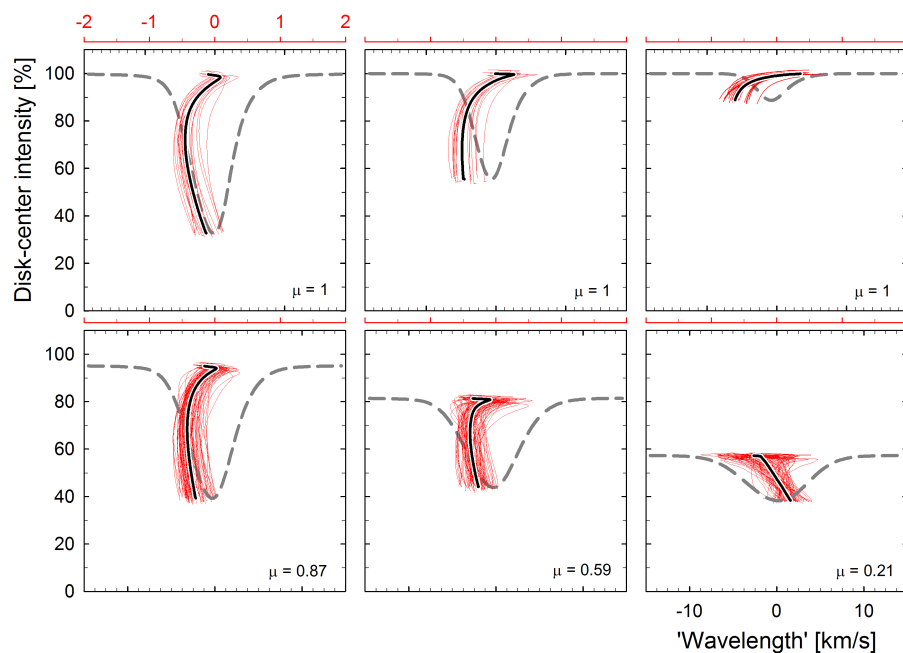 -2 -1 0 1 2
Disk-center intensity [%]
100
80
60
40
20
0
μ = 1
μ = 1
μ = 1
100
80
60
40
20
0
μ = 0.87
μ = 0.59
μ = 0.21
-10 0 10
'Wavelength' [km/s]